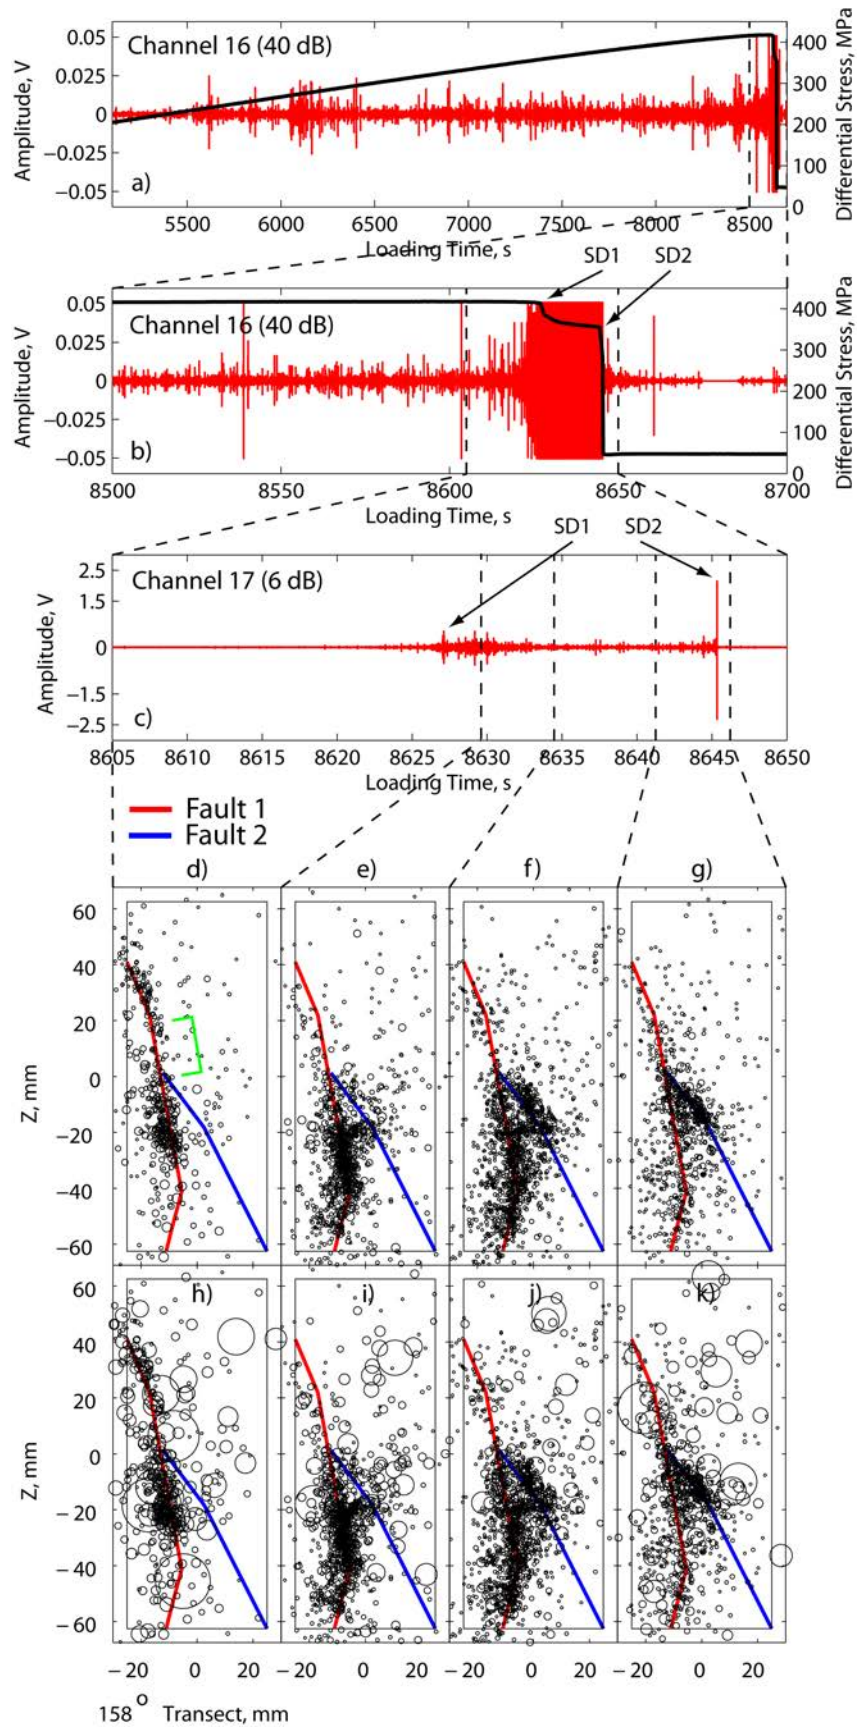 0.05
0.025
0
−0.025
−0.05
Amplitude, V
Channel 16 (40 dB)
a)
400
300
200
100
0
Differential Stress, MPa
5500 6000 6500 7000 7500 8000 8500
Loading Time, s
SD1 SD2
0.05
0.025
0
−0.025
−0.05
Amplitude, V
Channel 16 (40 dB)
b)
400
300
200
100
0
Differential Stress, MPa
8500 8550 8600 8650 8700
Loading Time, s
SD1 SD2
2.5
1.5
0
−1.5
−2.5
Amplitude, V
Channel 17 (6 dB)
c)
8605 8610 8615 8620 8625 8630 8635 8640 8645 8650
Loading Time, s
Fault 1
Fault 2
d) e) f) g)
60
40
20
0
−20
−40
−60
Z, mm
h) i) j) k)
60
40
20
0
−20
−40
−60
Z, mm
−20 0 20 −20 0 20 −20 0 20 −20 0 20
158° Transect, mm